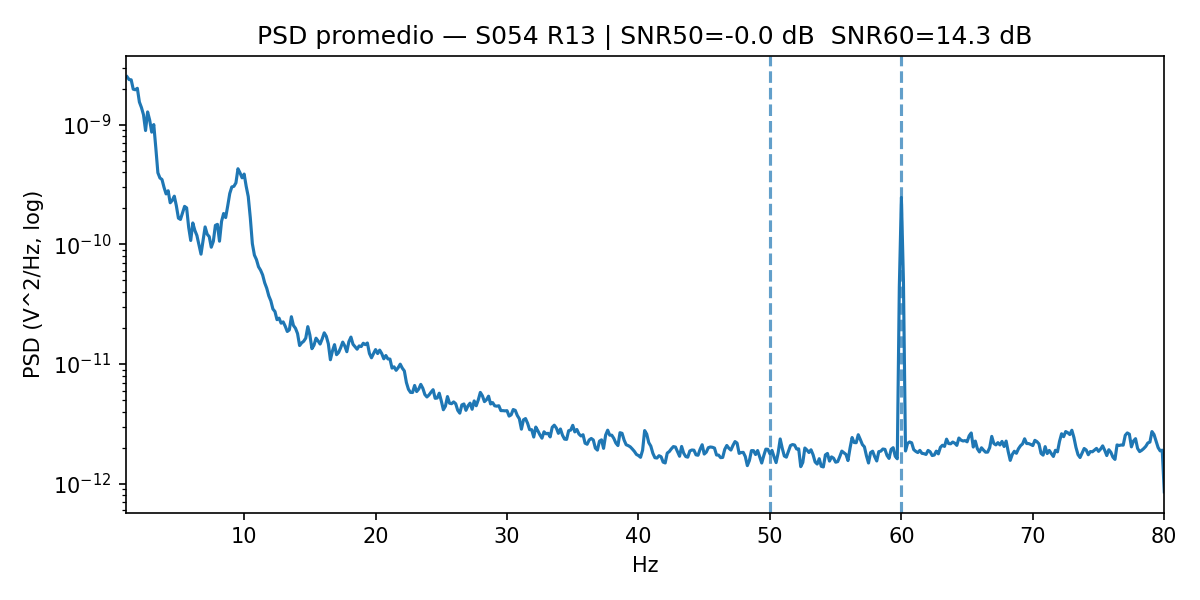 PSD promedio — S054 R13 | SNR50=-0.0 dB  SNR60=14.3 dB
PSD (V^2/Hz, log)
10⁻⁹
10⁻¹⁰
10⁻¹¹
10⁻¹²
10 20 30 40 50 60 70 80
Hz